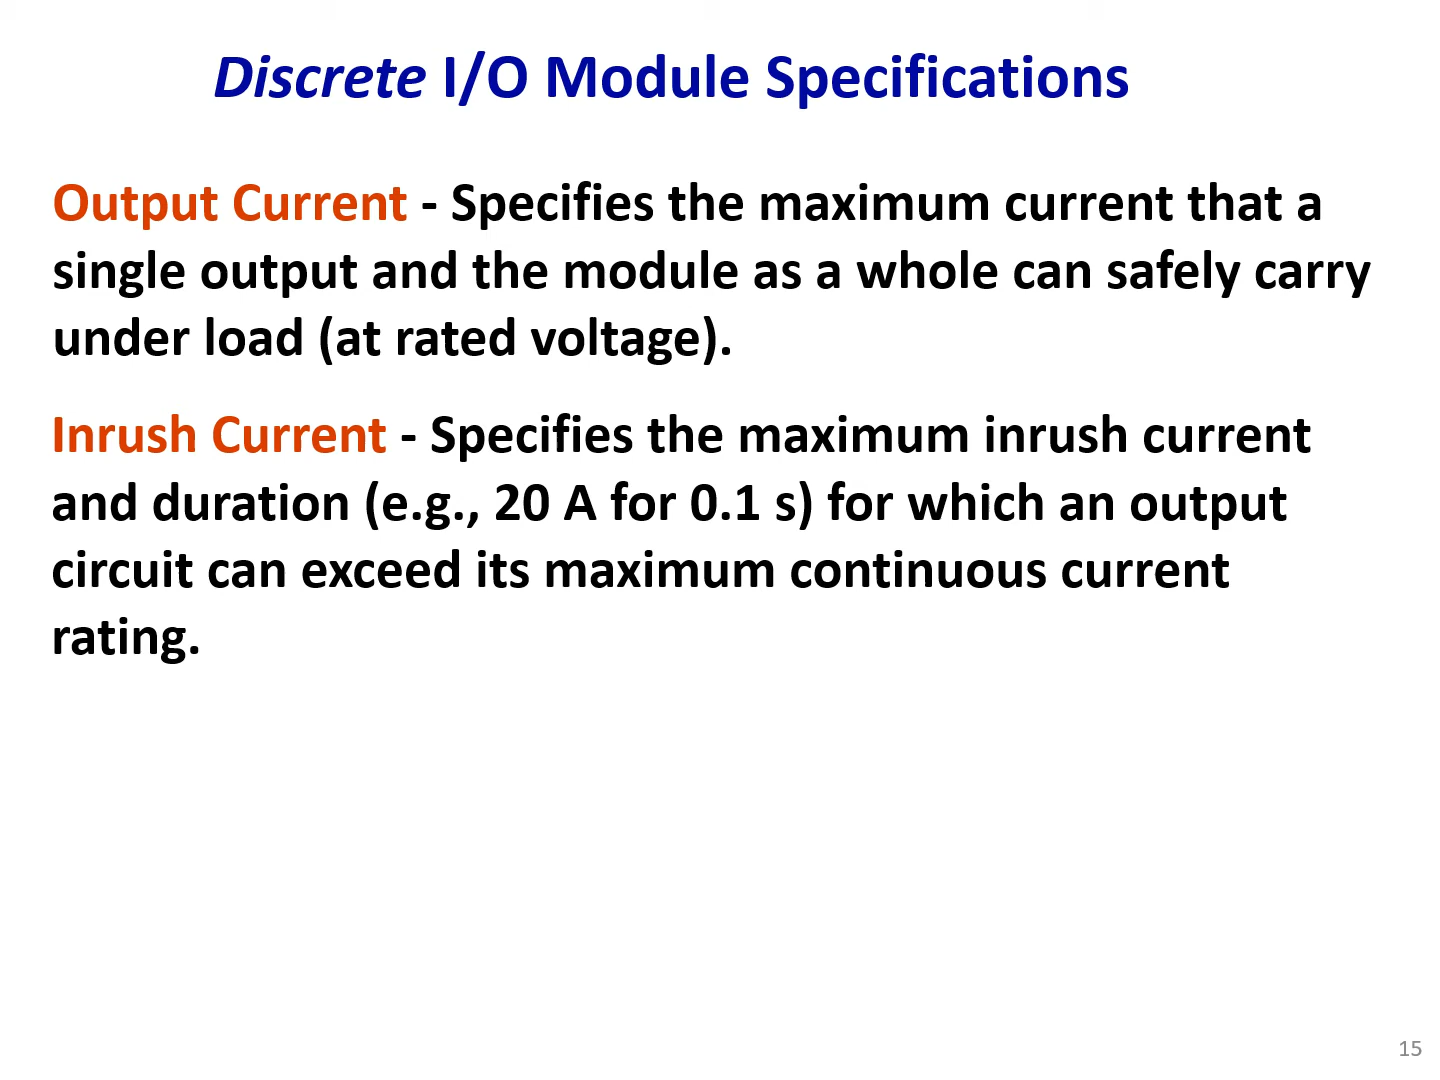 Discrete I/O Module Specifications
Output Current - Specifies the maximum current that a
single output and the module as a whole can safely carry
under load (at rated voltage).
Inrush Current - Specifies the maximum inrush current
and duration (e.g., 20 A for 0.1 s) for which an output
circuit can exceed its maximum continuous current
rating.
15